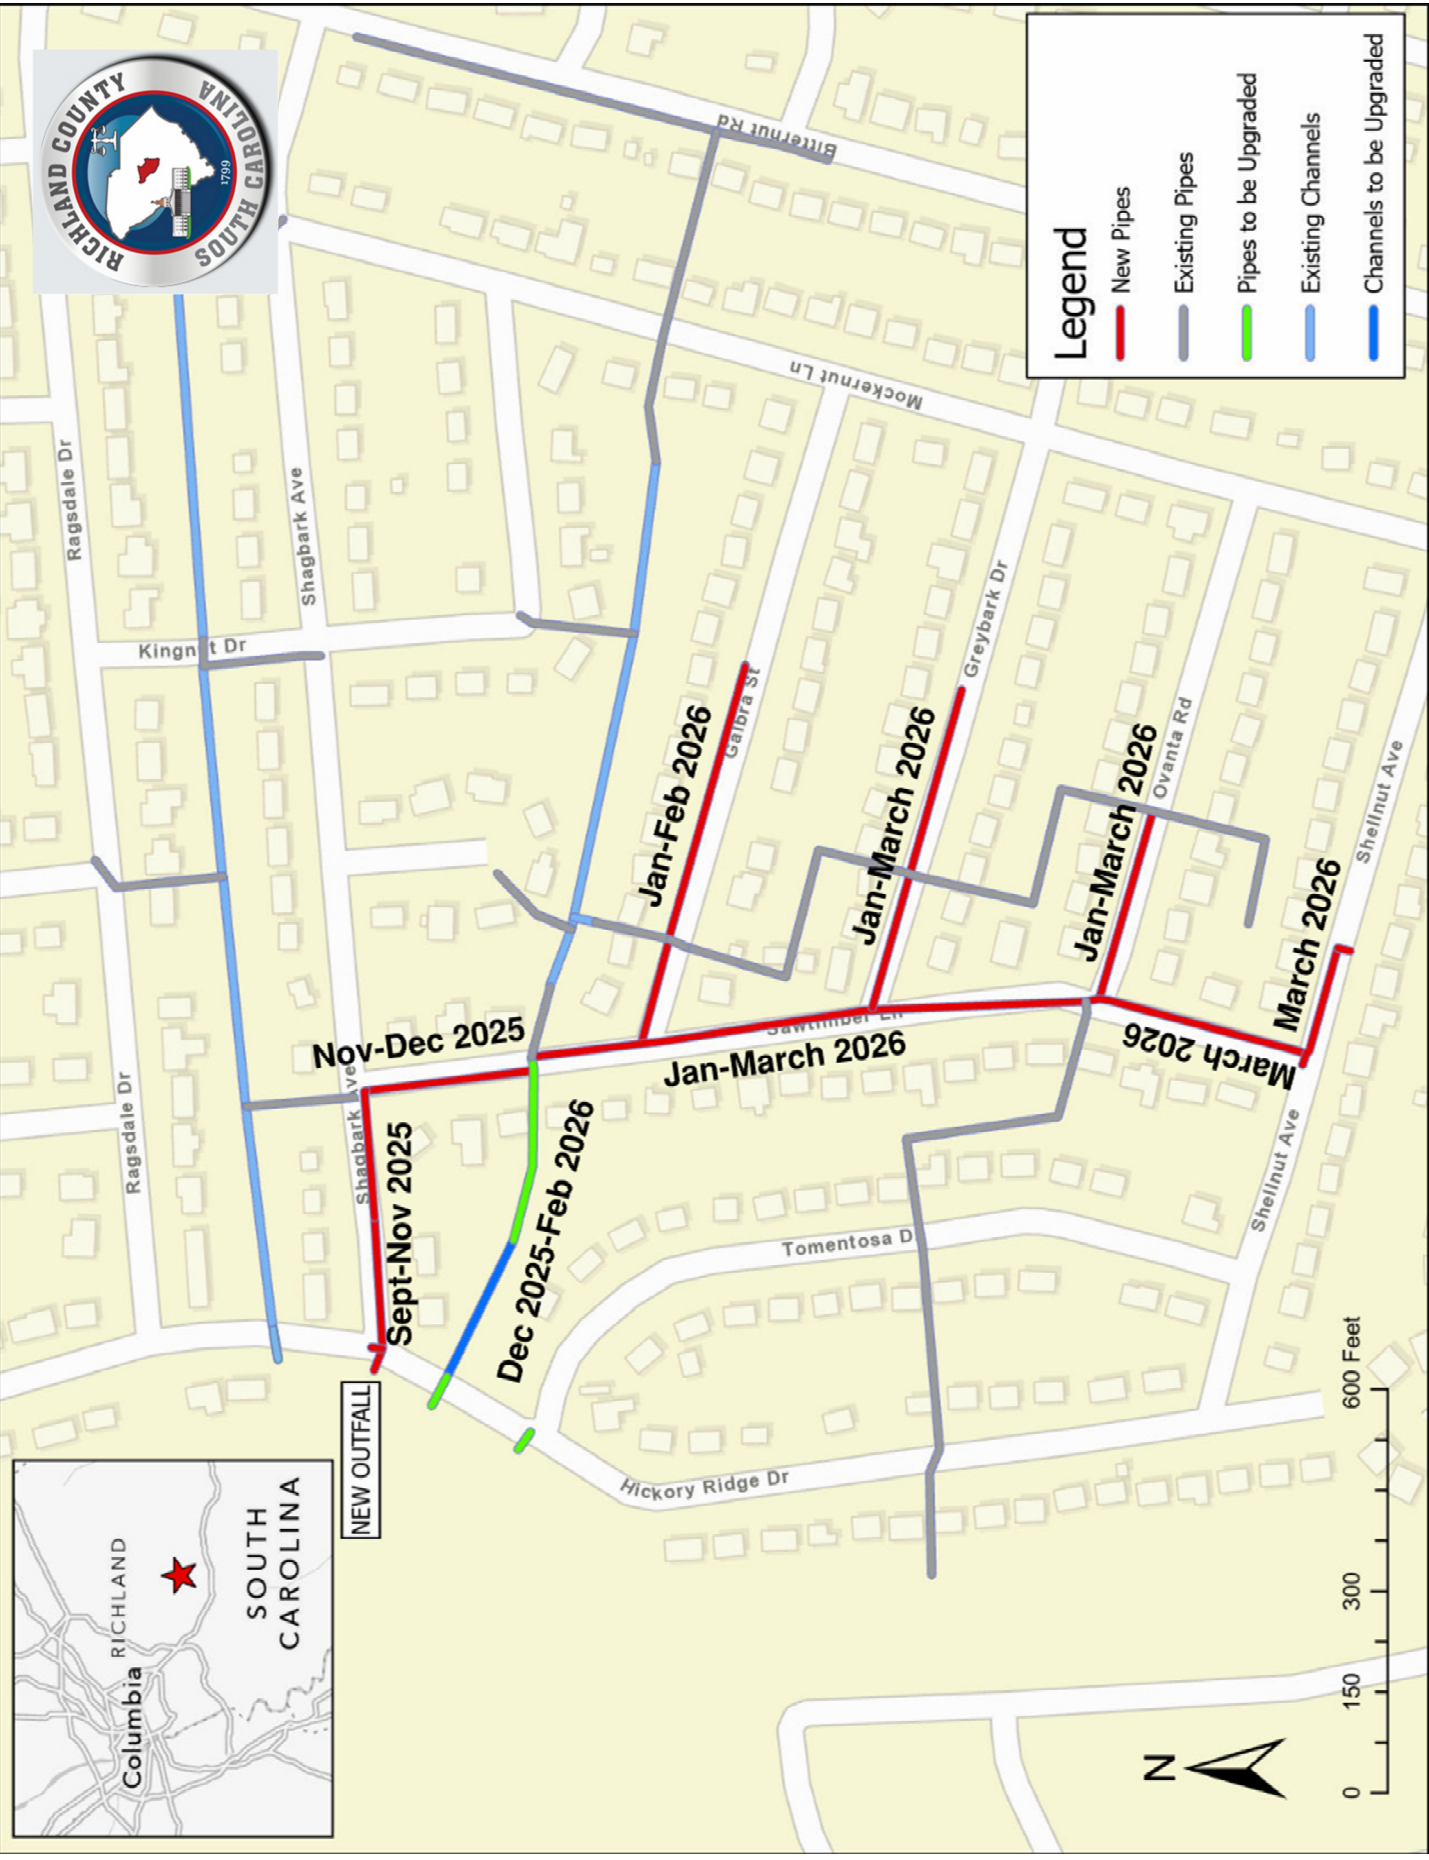 RICHLAND COUNTY
SOUTH CAROLINA
1799
Columbia
RICHLAND
SOUTH
CAROLINA
NEW OUTFALL
Ragsdale Dr
Ragsdale Dr
Shagbark Ave
Shagbark Ave
Kingnut Dr
Bitternut Rd
Mockernut Ln
Galbra St
Greybark Dr
Ovanta Rd
Shellnut Ave
Shellnut Ave
Sawtimber Ln
Tomentosa D
Hickory Ridge Dr
Sept-Nov 2025
Nov-Dec 2025
Dec 2025-Feb 2026
Jan-Feb 2026
Jan-March 2026
Jan-March 2026
Jan-March 2026
March 2026
March 2026
Legend
New Pipes
Existing Pipes
Pipes to be Upgraded
Existing Channels
Channels to be Upgraded
N
0 150 300 600 Feet